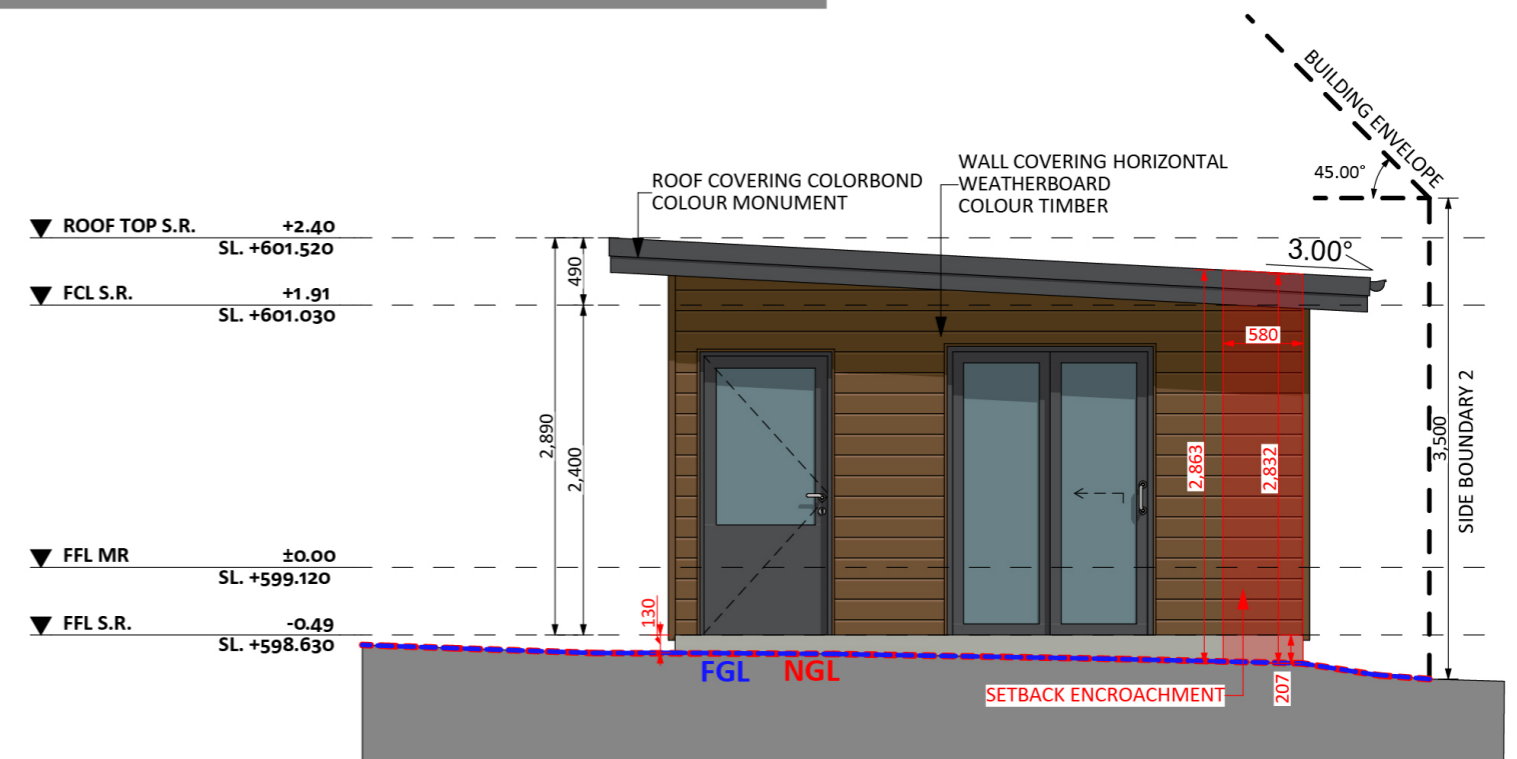 BUILDING ENVELOPE
45.00°
ROOF COVERING COLORBOND
COLOUR MONUMENT
WALL COVERING HORIZONTAL
WEATHERBOARD
COLOUR TIMBER
ROOF TOP S.R. +2.40
SL. +601.520
3.00°
490
FCL S.R. +1.91
SL. +601.030
580
2,890
2,400
2,863
2,832
3,500
SIDE BOUNDARY 2
FFL MR ±0.00
SL. +599.120
130
FFL S.R. -0.49
SL. +598.630
FGL NGL
SETBACK ENCROACHMENT
207